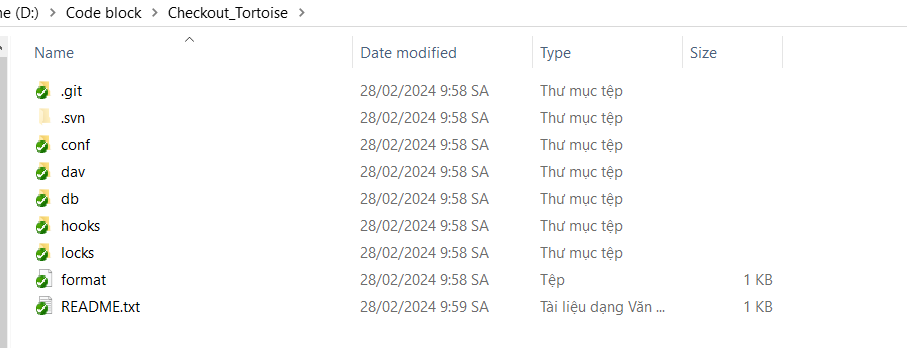 ne (D:) > Code block > Checkout_Tortoise >
Name Date modified Type Size
.git 28/02/2024 9:58 SA Thư mục tệp
.svn 28/02/2024 9:58 SA Thư mục tệp
conf 28/02/2024 9:58 SA Thư mục tệp
dav 28/02/2024 9:58 SA Thư mục tệp
db 28/02/2024 9:58 SA Thư mục tệp
hooks 28/02/2024 9:58 SA Thư mục tệp
locks 28/02/2024 9:58 SA Thư mục tệp
format 28/02/2024 9:58 SA Tệp 1 KB
README.txt 28/02/2024 9:59 SA Tài liệu dạng Văn ... 1 KB